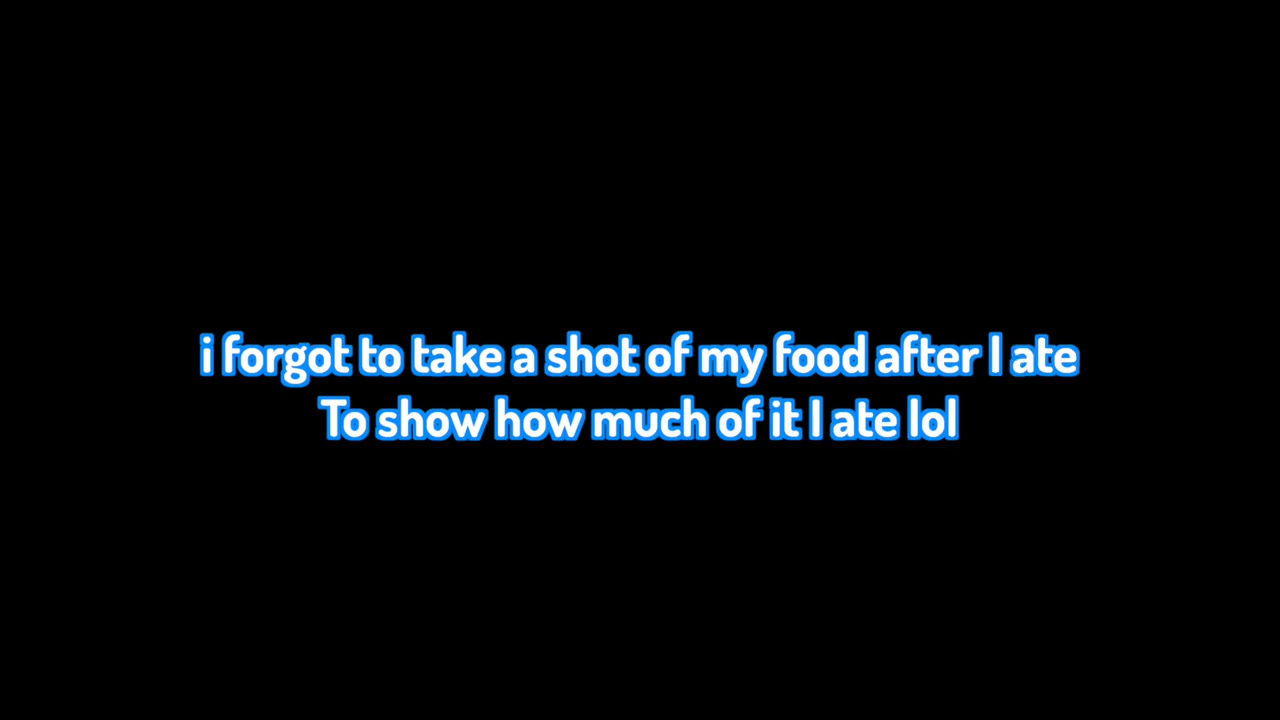 i forgot to take a shot of my food after I ate
To show how much of it I ate lol